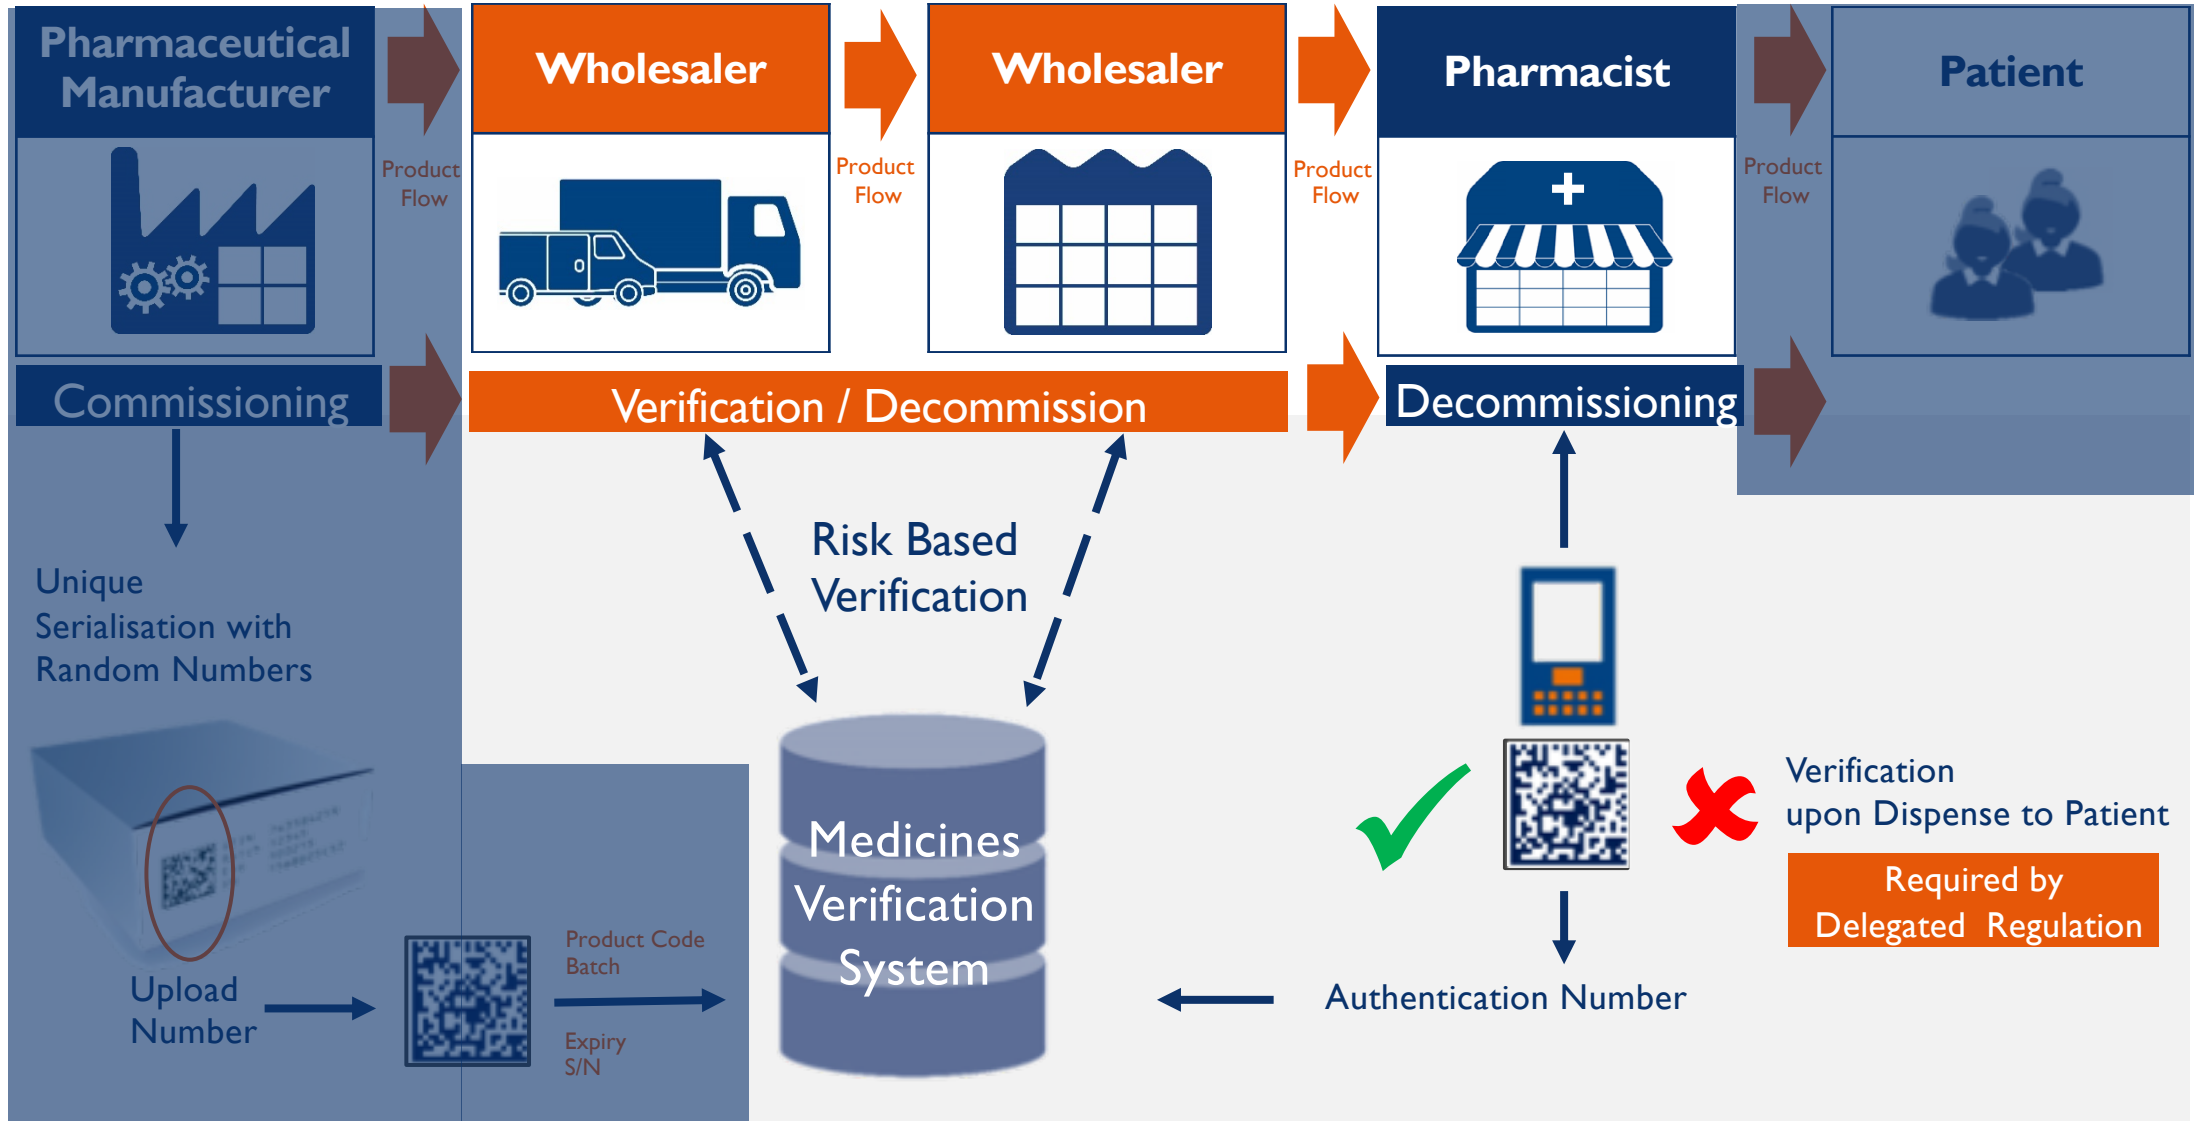 Pharmaceutical
Manufacturer
Wholesaler
Wholesaler
Pharmacist
Patient
Product
Flow
Product
Flow
Product
Flow
Product
Flow
Commissioning
Verification / Decommission
Decommissioning
Unique
Serialisation with
Random Numbers
Risk Based
Verification
Upload
Number
Product Code
Batch
Expiry
S/N
Medicines
Verification
System
Verification
upon Dispense to Patient
Required by
Delegated Regulation
Authentication Number